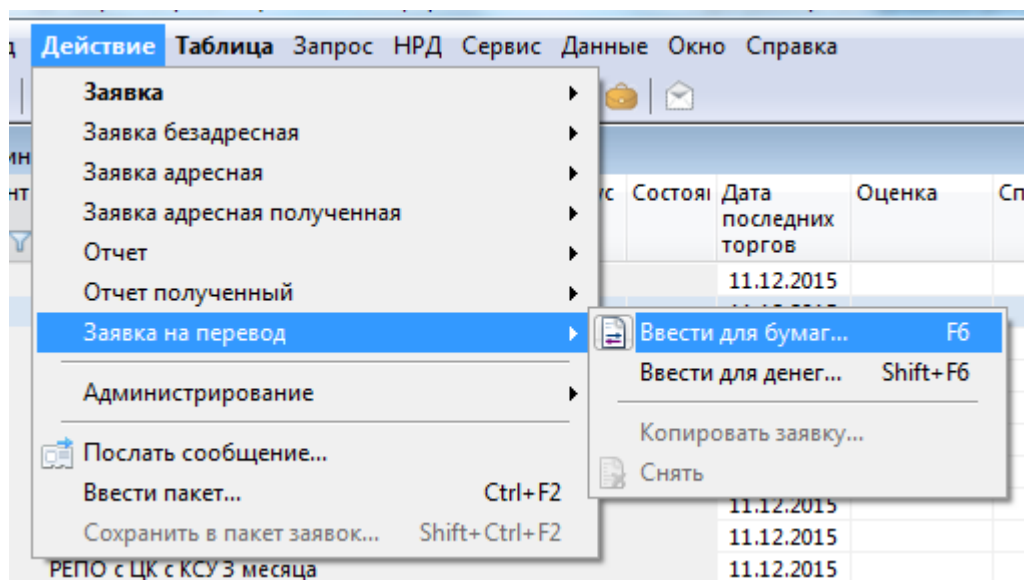 Действие Таблица Запрос НРД Сервис Данные Окно Справка
Заявка
Заявка безадресная
Заявка адресная
Заявка адресная полученная
Отчет
Отчет полученный
Заявка на перевод
Администрирование
Послать сообщение...
Ввести пакет... Ctrl+F2
Сохранить в пакет заявок... Shift+Ctrl+F2
Ввести для бумаг... F6
Ввести для денег... Shift+F6
Копировать заявку...
Снять
Дата Оценка
последних
торгов
11.12.2015
11.12.2015
11.12.2015
РЕПО с ЦК с КСУ 3 месяца 11.12.2015